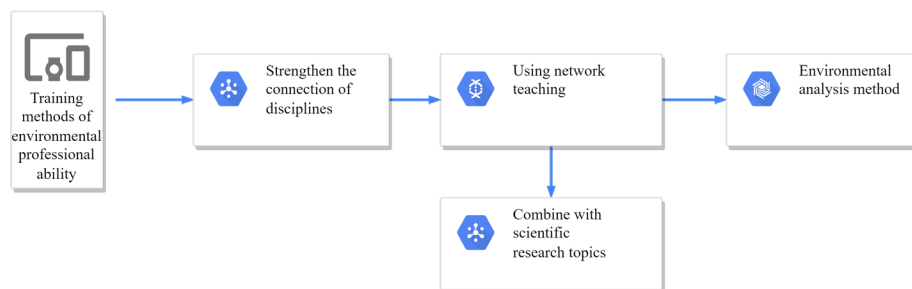 Training
methods of
environmental
professional
ability
Strengthen the
connection of
disciplines
Using network
teaching
Environmental
analysis method
Combine with
scientific
research topics